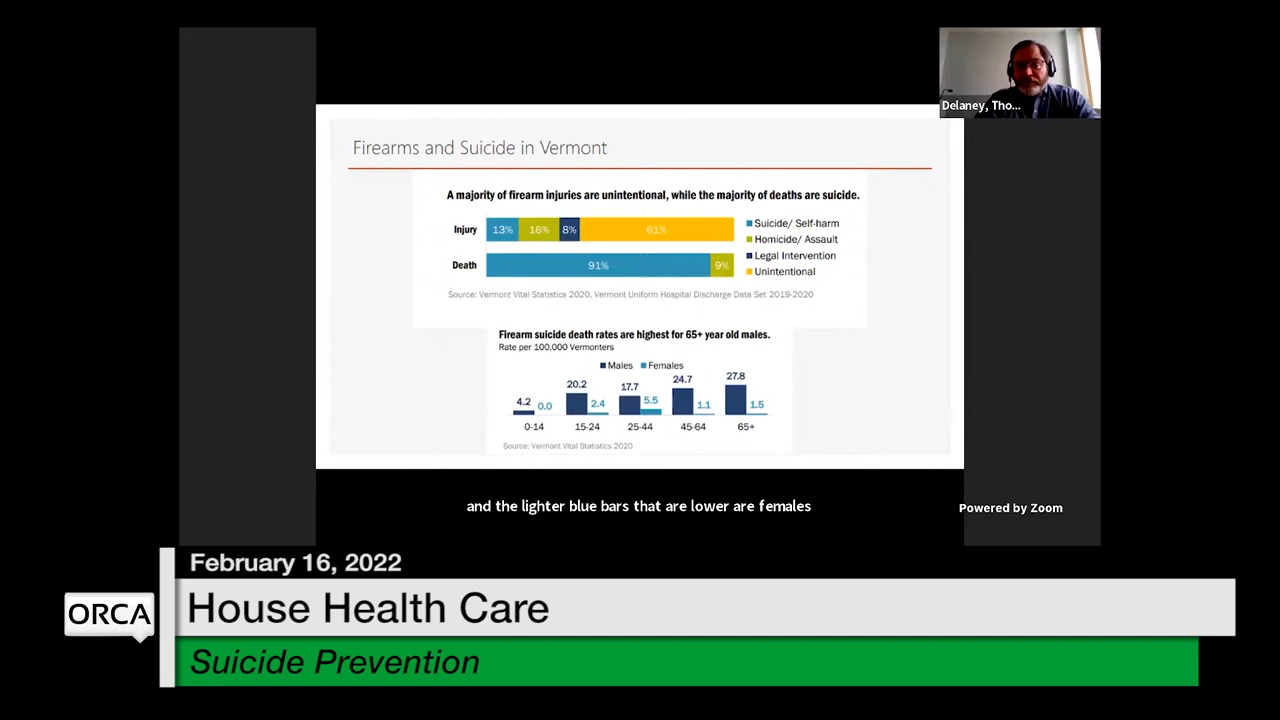 Delaney, Tho...
Firearms and Suicide in Vermont
A majority of firearm injuries are unintentional, while the majority of deaths are suicide.
Injury 13% 16% 8% 61%
Death 91% 9%
Suicide/ Self-harm
Homicide/ Assault
Legal Intervention
Unintentional
Source: Vermont Vital Statistics 2020, Vermont Uniform Hospital Discharge Data Set 2019-2020
Firearm suicide death rates are highest for 65+ year old males.
Rate per 100,000 Vermonters
Males Females
4.2 0.0 20.2 2.4 17.7 5.5 24.7 1.1 27.8 1.5
0-14 15-24 25-44 45-64 65+
Source: Vermont Vital Statistics 2020
and the lighter blue bars that are lower are females
Powered by Zoom
February 16, 2022
ORCA
House Health Care
Suicide Prevention